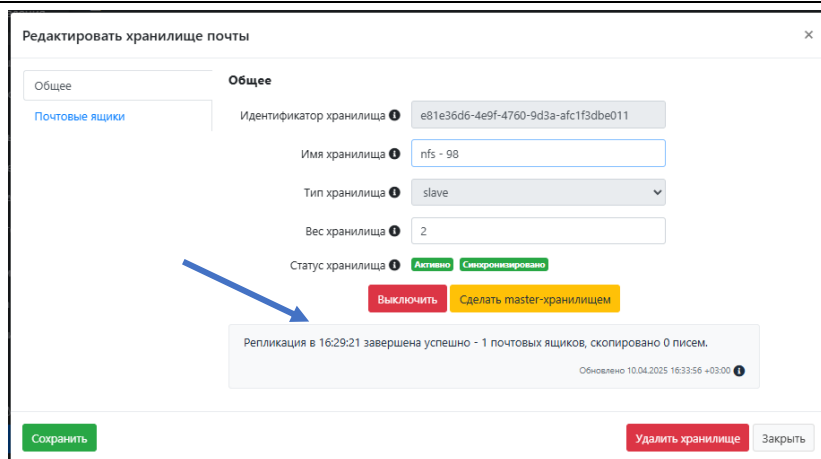 Редактировать хранилище почты
×
Общее
Почтовые ящики
Общее
Идентификатор хранилища e81e36d6-4e9f-4760-9d3a-afc1f3dbe011
Имя хранилища nfs - 98
Тип хранилища slave
Вес хранилища 2
Статус хранилища Активно Синхронизировано
Выключить Сделать master-хранилищем
Репликация в 16:29:21 завершена успешно - 1 почтовых ящиков, скопировано 0 писем.
Обновлено 10.04.2025 16:33:56 +03:00
Сохранить Удалить хранилище Закрыть